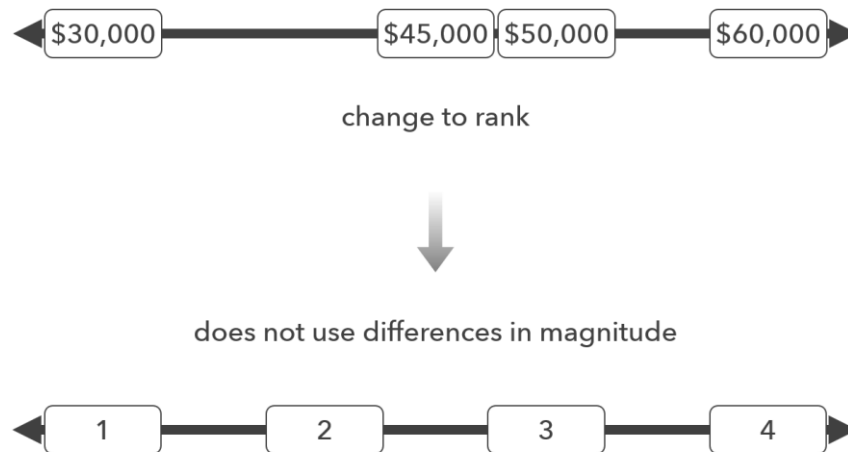 $30,000 $45,000 $50,000 $60,000
change to rank
does not use differences in magnitude
1 2 3 4